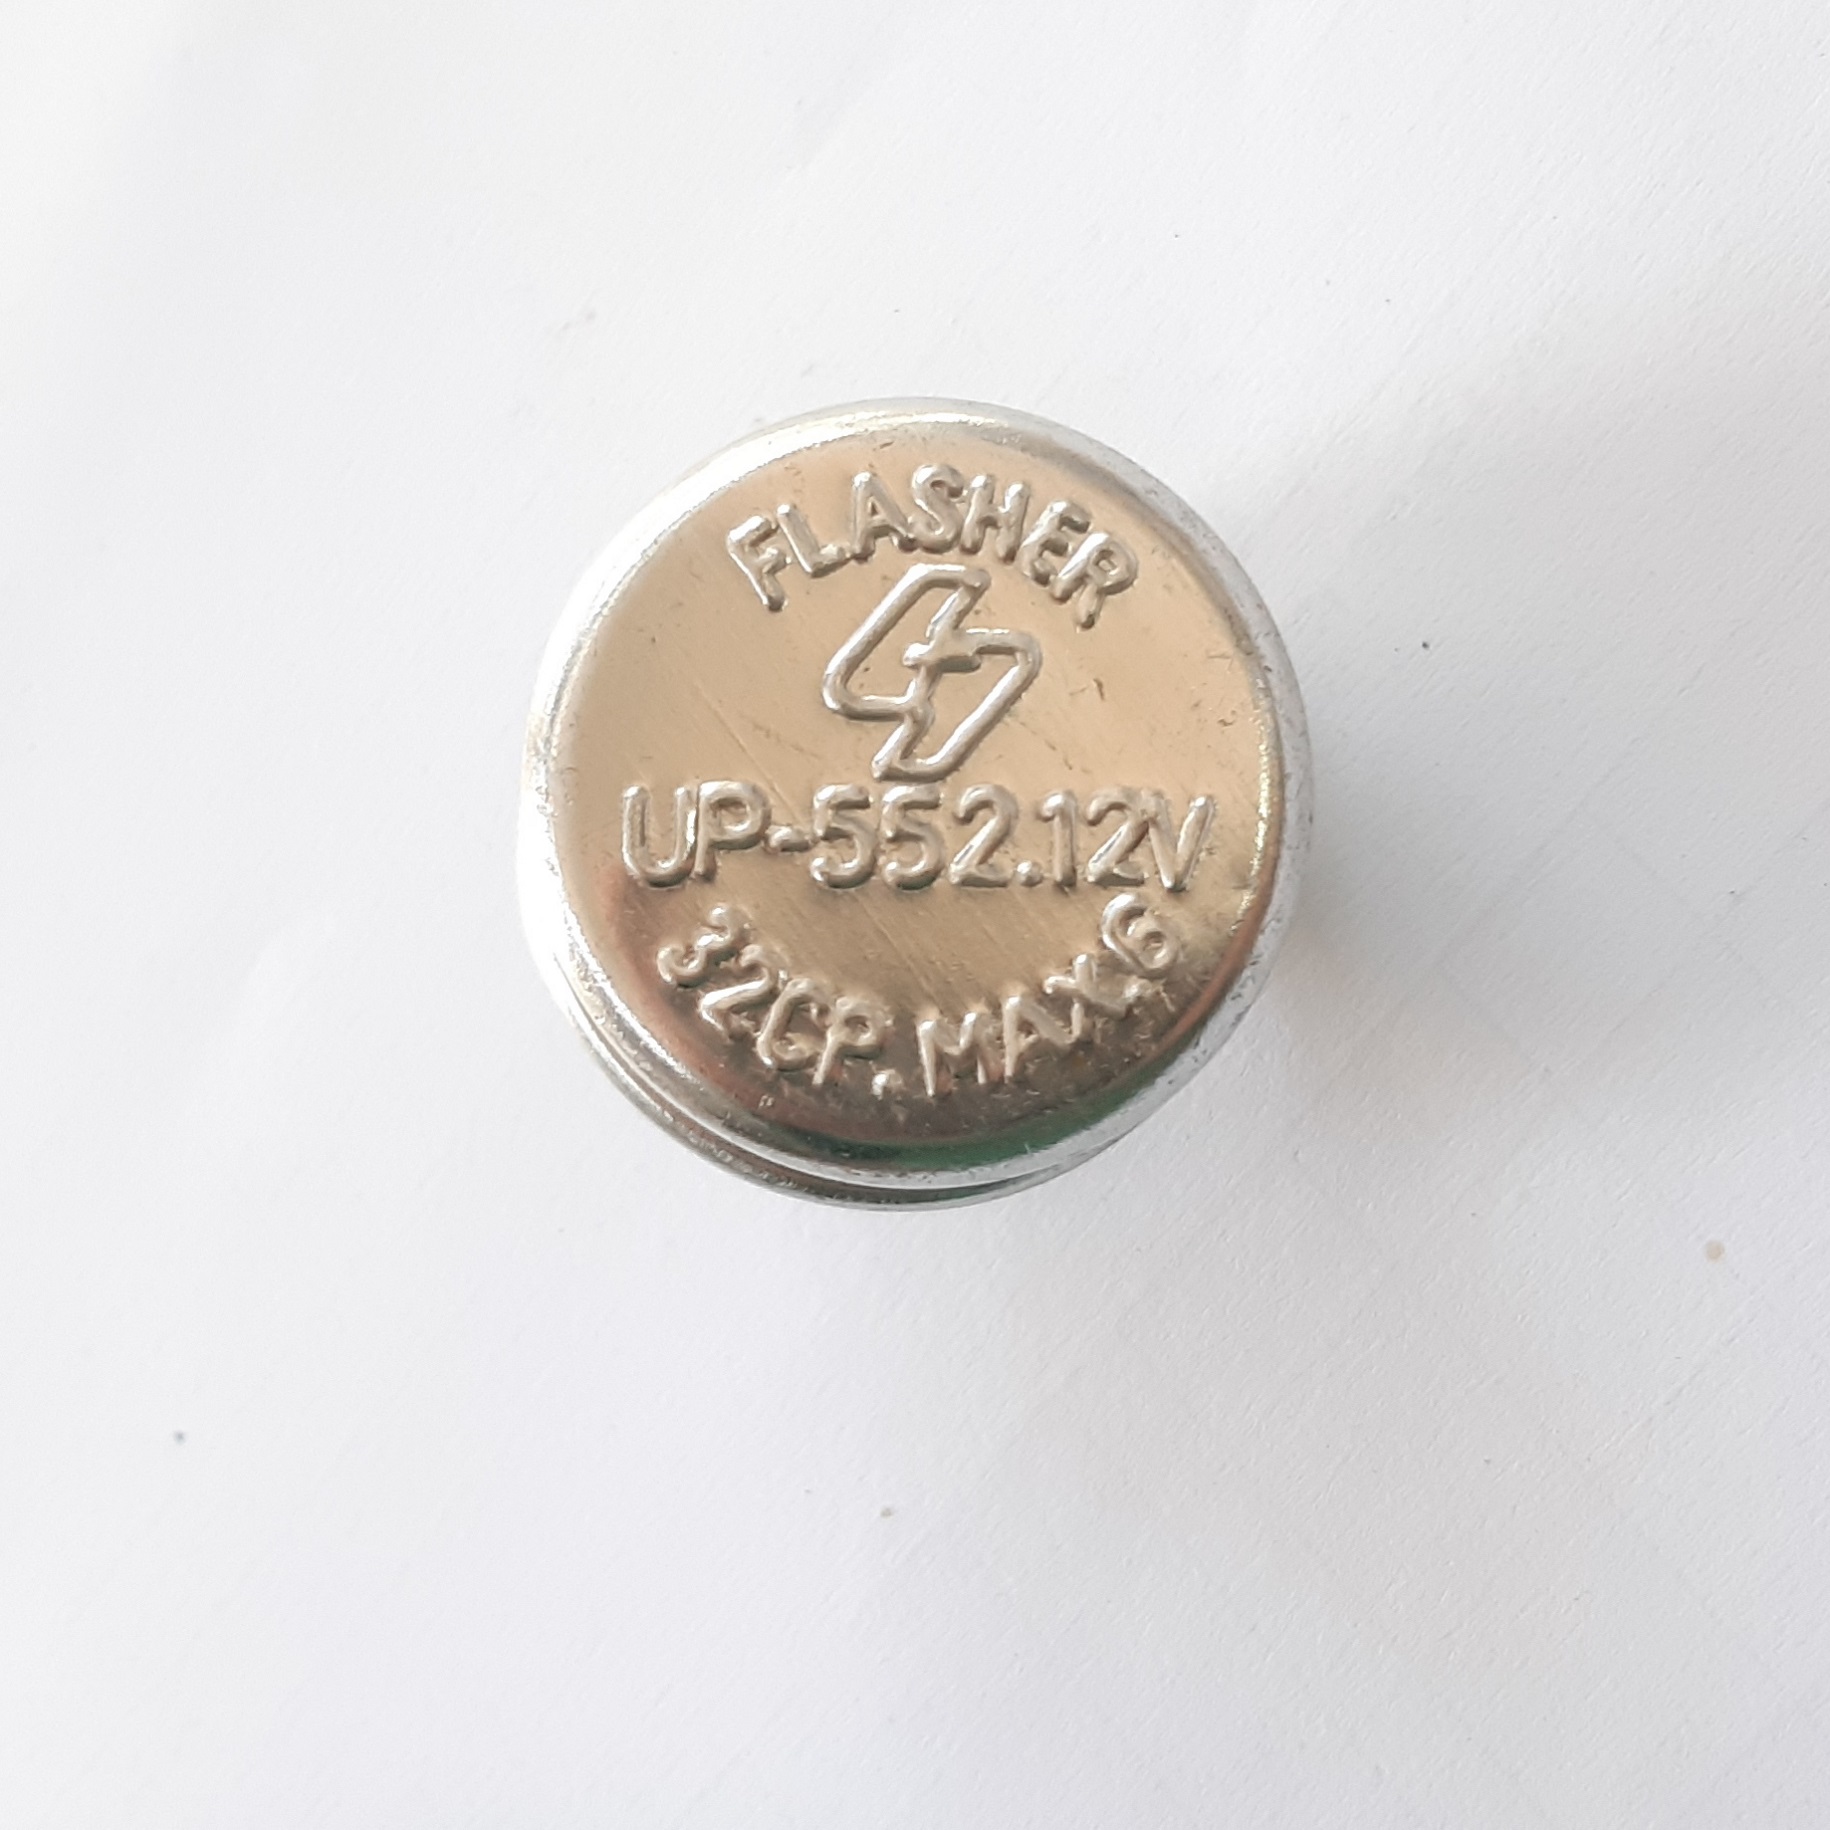 FLASHER
UP-552.12V
32CP.MAX.6